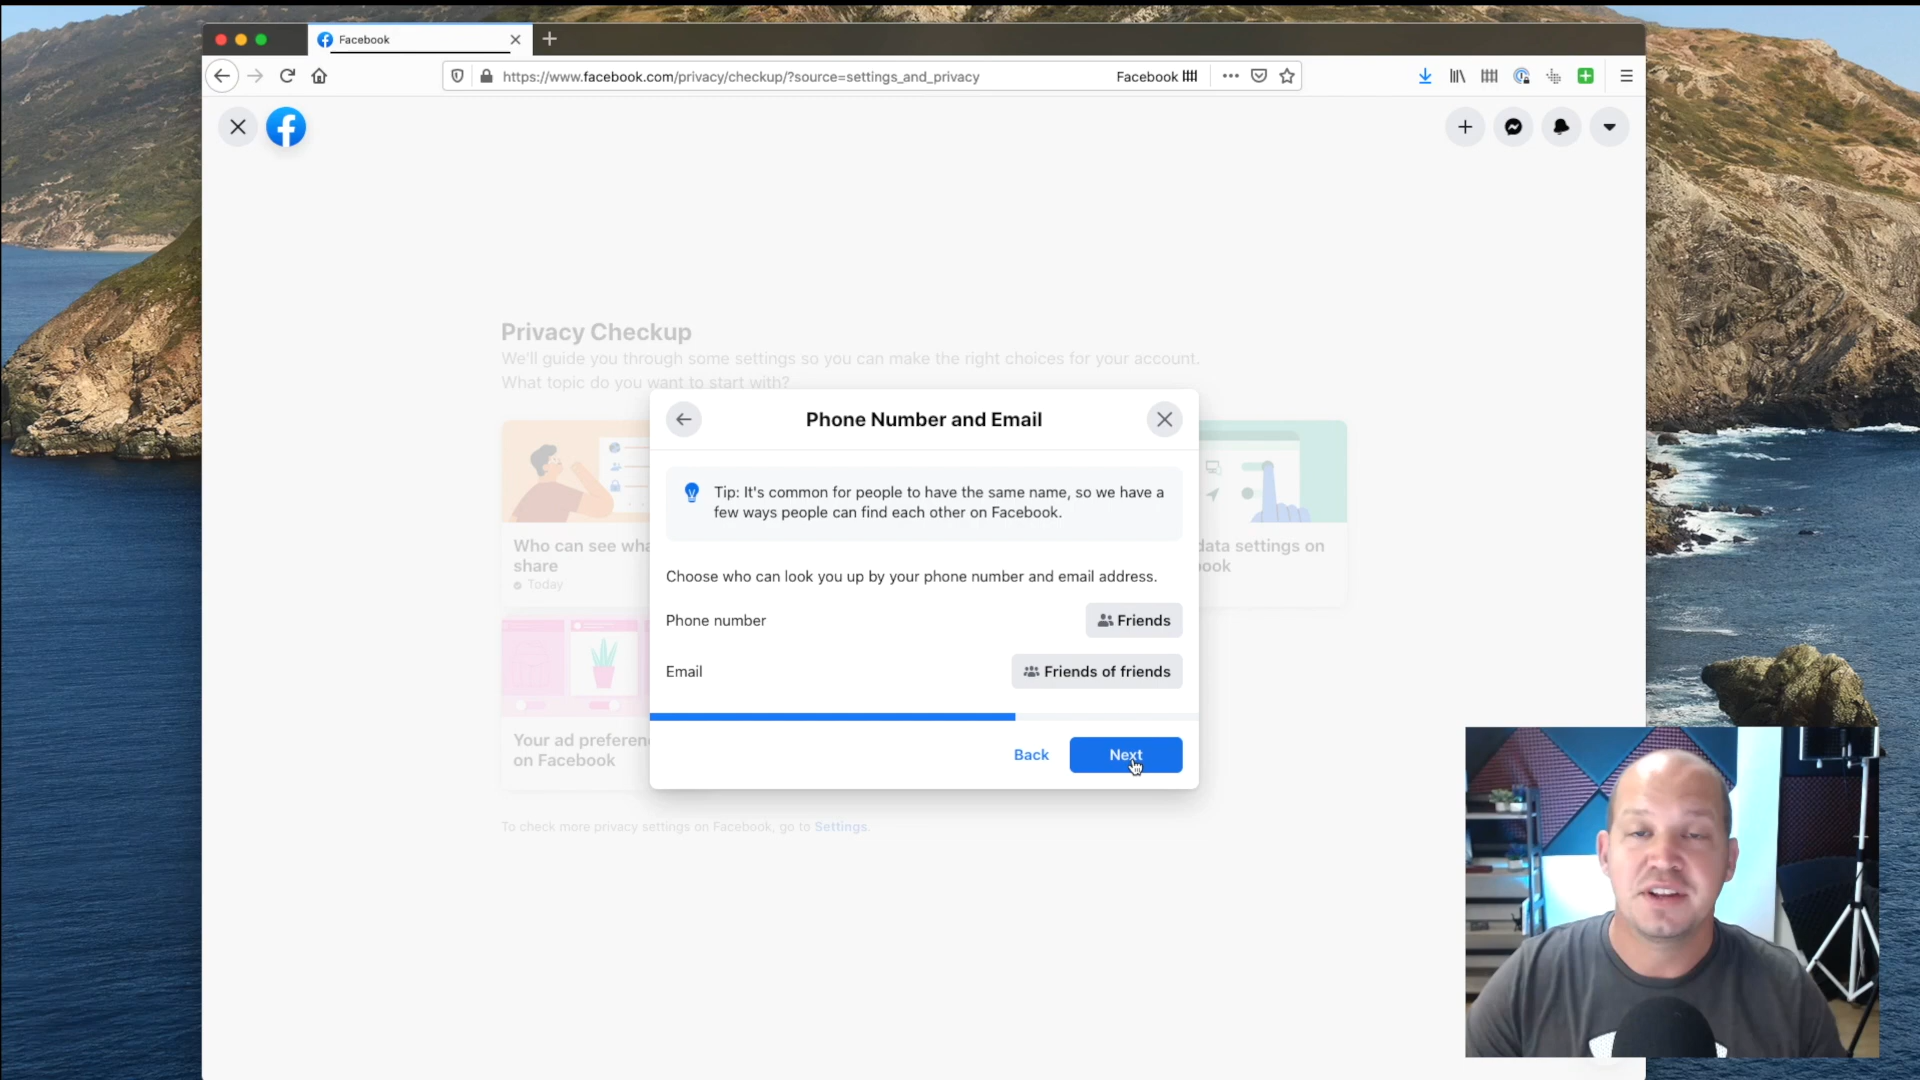 Facebook
https://www.facebook.com/privacy/checkup/?source=settings_and_privacy
Facebook
Privacy Checkup
We'll guide you through some settings so you can make the right choices for your account.
What topic do you want to start with?
Phone Number and Email
Tip: It's common for people to have the same name, so we have a
few ways people can find each other on Facebook.
Choose who can look you up by your phone number and email address.
Phone number
Friends
Email
Friends of friends
Back
Next
Who can see wha
share
Today
data settings on
ook
Your ad preferen
on Facebook
To check more privacy settings on Facebook, go to Settings.